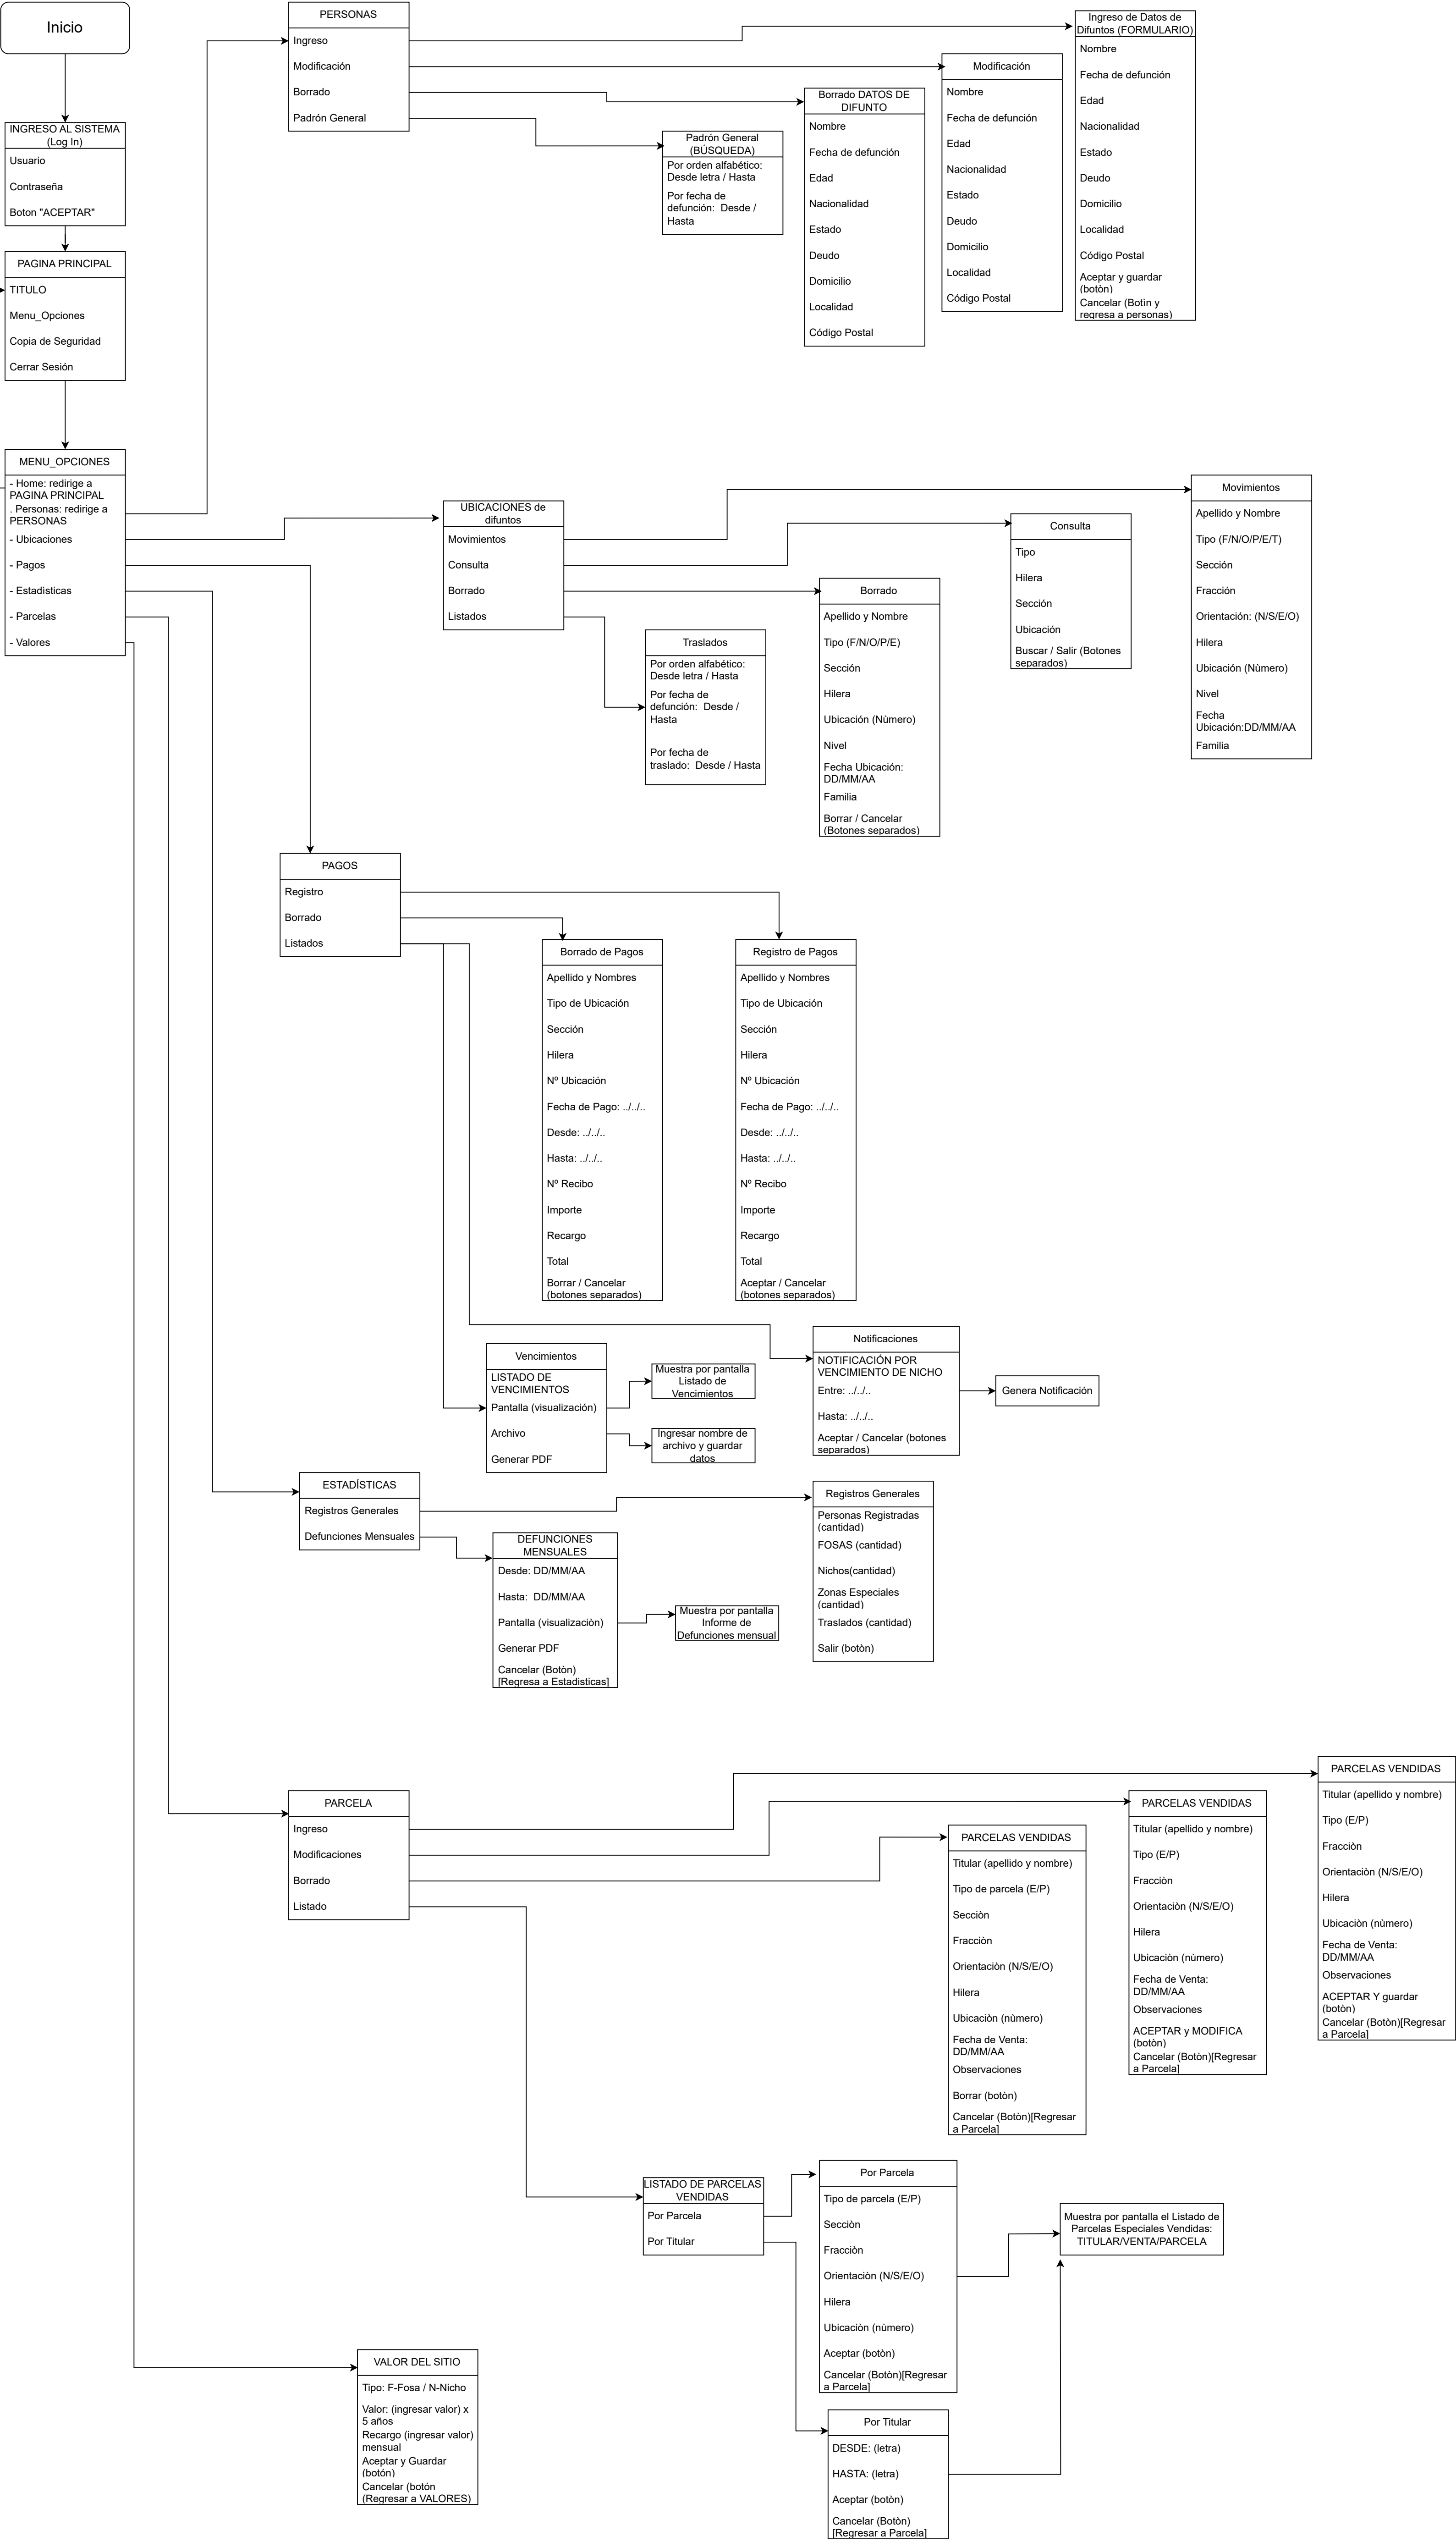 Inicio
INGRESO AL SISTEMA
(Log In)
Usuario
Contraseña
Boton "ACEPTAR"
PAGINA PRINCIPAL
TITULO
Menu_Opciones
Copia de Seguridad
Cerrar Sesión
MENU_OPCIONES
- Home: redirige a
PAGINA PRINCIPAL
. Personas: redirige a
PERSONAS
- Ubicaciones
- Pagos
- Estadìsticas
- Parcelas
- Valores
PERSONAS
Ingreso
Modificación
Borrado
Padrón General
Padrón General
(BÚSQUEDA)
Por orden alfabético:
Desde letra / Hasta
Por fecha de
defunción:  Desde /
Hasta
Borrado DATOS DE
DIFUNTO
Nombre
Fecha de defunción
Edad
Nacionalidad
Estado
Deudo
Domicilio
Localidad
Código Postal
Modificación
Nombre
Fecha de defunción
Edad
Nacionalidad
Estado
Deudo
Domicilio
Localidad
Código Postal
Ingreso de Datos de
Difuntos (FORMULARIO)
Nombre
Fecha de defunción
Edad
Nacionalidad
Estado
Deudo
Domicilio
Localidad
Código Postal
Aceptar y guardar
(botòn)
Cancelar (Botìn y
regresa a personas)
UBICACIONES de
difuntos
Movimientos
Consulta
Borrado
Listados
Traslados
Por orden alfabético:
Desde letra / Hasta
Por fecha de
defunción:  Desde /
Hasta
Por fecha de
traslado:  Desde / Hasta
Borrado
Apellido y Nombre
Tipo (F/N/O/P/E)
Sección
Hilera
Ubicación (Nùmero)
Nivel
Fecha Ubicación:
DD/MM/AA
Familia
Borrar / Cancelar
(Botones separados)
Consulta
Tipo
Hilera
Sección
Ubicación
Buscar / Salir (Botones
separados)
Movimientos
Apellido y Nombre
Tipo (F/N/O/P/E/T)
Sección
Fracción
Orientación: (N/S/E/O)
Hilera
Ubicación (Nùmero)
Nivel
Fecha
Ubicación:DD/MM/AA
Familia
PAGOS
Registro
Borrado
Listados
Borrado de Pagos
Apellido y Nombres
Tipo de Ubicación
Sección
Hilera
Nº Ubicación
Fecha de Pago: ../../..
Desde: ../../..
Hasta: ../../..
Nº Recibo
Importe
Recargo
Total
Borrar / Cancelar
(botones separados)
Registro de Pagos
Apellido y Nombres
Tipo de Ubicación
Sección
Hilera
Nº Ubicación
Fecha de Pago: ../../..
Desde: ../../..
Hasta: ../../..
Nº Recibo
Importe
Recargo
Total
Aceptar / Cancelar
(botones separados)
Vencimientos
LISTADO DE
VENCIMIENTOS
Pantalla (visualización)
Archivo
Generar PDF
Muestra por pantalla
Listado de
Vencimientos
Ingresar nombre de
archivo y guardar
datos
Notificaciones
NOTIFICACIÓN POR
VENCIMIENTO DE NICHO
Entre: ../../..
Hasta: ../../..
Aceptar / Cancelar (botones
separados)
Genera Notificación
ESTADÍSTICAS
Registros Generales
Defunciones Mensuales
DEFUNCIONES
MENSUALES
Desde: DD/MM/AA
Hasta:  DD/MM/AA
Pantalla (visualizaciòn)
Generar PDF
Cancelar (Botòn)
[Regresa a Estadisticas]
Muestra por pantalla
Informe de
Defunciones mensual
Registros Generales
Personas Registradas
(cantidad)
FOSAS (cantidad)
Nichos(cantidad)
Zonas Especiales
(cantidad)
Traslados (cantidad)
Salir (botòn)
PARCELA
Ingreso
Modificaciones
Borrado
Listado
PARCELAS VENDIDAS
Titular (apellido y nombre)
Tipo de parcela (E/P)
Secciòn
Fracciòn
Orientaciòn (N/S/E/O)
Hilera
Ubicaciòn (nùmero)
Fecha de Venta:
DD/MM/AA
Observaciones
Borrar (botòn)
Cancelar (Botòn)[Regresar
a Parcela]
PARCELAS VENDIDAS
Titular (apellido y nombre)
Tipo (E/P)
Fracciòn
Orientaciòn (N/S/E/O)
Hilera
Ubicaciòn (nùmero)
Fecha de Venta:
DD/MM/AA
Observaciones
ACEPTAR y MODIFICA
(botòn)
Cancelar (Botòn)[Regresar
a Parcela]
PARCELAS VENDIDAS
Titular (apellido y nombre)
Tipo (E/P)
Fracciòn
Orientaciòn (N/S/E/O)
Hilera
Ubicaciòn (nùmero)
Fecha de Venta:
DD/MM/AA
Observaciones
ACEPTAR Y guardar
(botòn)
Cancelar (Botòn)[Regresar
a Parcela]
LISTADO DE PARCELAS
VENDIDAS
Por Parcela
Por Titular
Por Parcela
Tipo de parcela (E/P)
Secciòn
Fracciòn
Orientaciòn (N/S/E/O)
Hilera
Ubicaciòn (nùmero)
Aceptar (botòn)
Cancelar (Botòn)[Regresar
a Parcela]
Muestra por pantalla el Listado de
Parcelas Especiales Vendidas:
TITULAR/VENTA/PARCELA
Por Titular
DESDE: (letra)
HASTA: (letra)
Aceptar (botòn)
Cancelar (Botòn)
[Regresar a Parcela]
VALOR DEL SITIO
Tipo: F-Fosa / N-Nicho
Valor: (ingresar valor) x
5 años
Recargo (ingresar valor)
mensual
Aceptar y Guardar
(botón)
Cancelar (botón
(Regresar a VALORES)